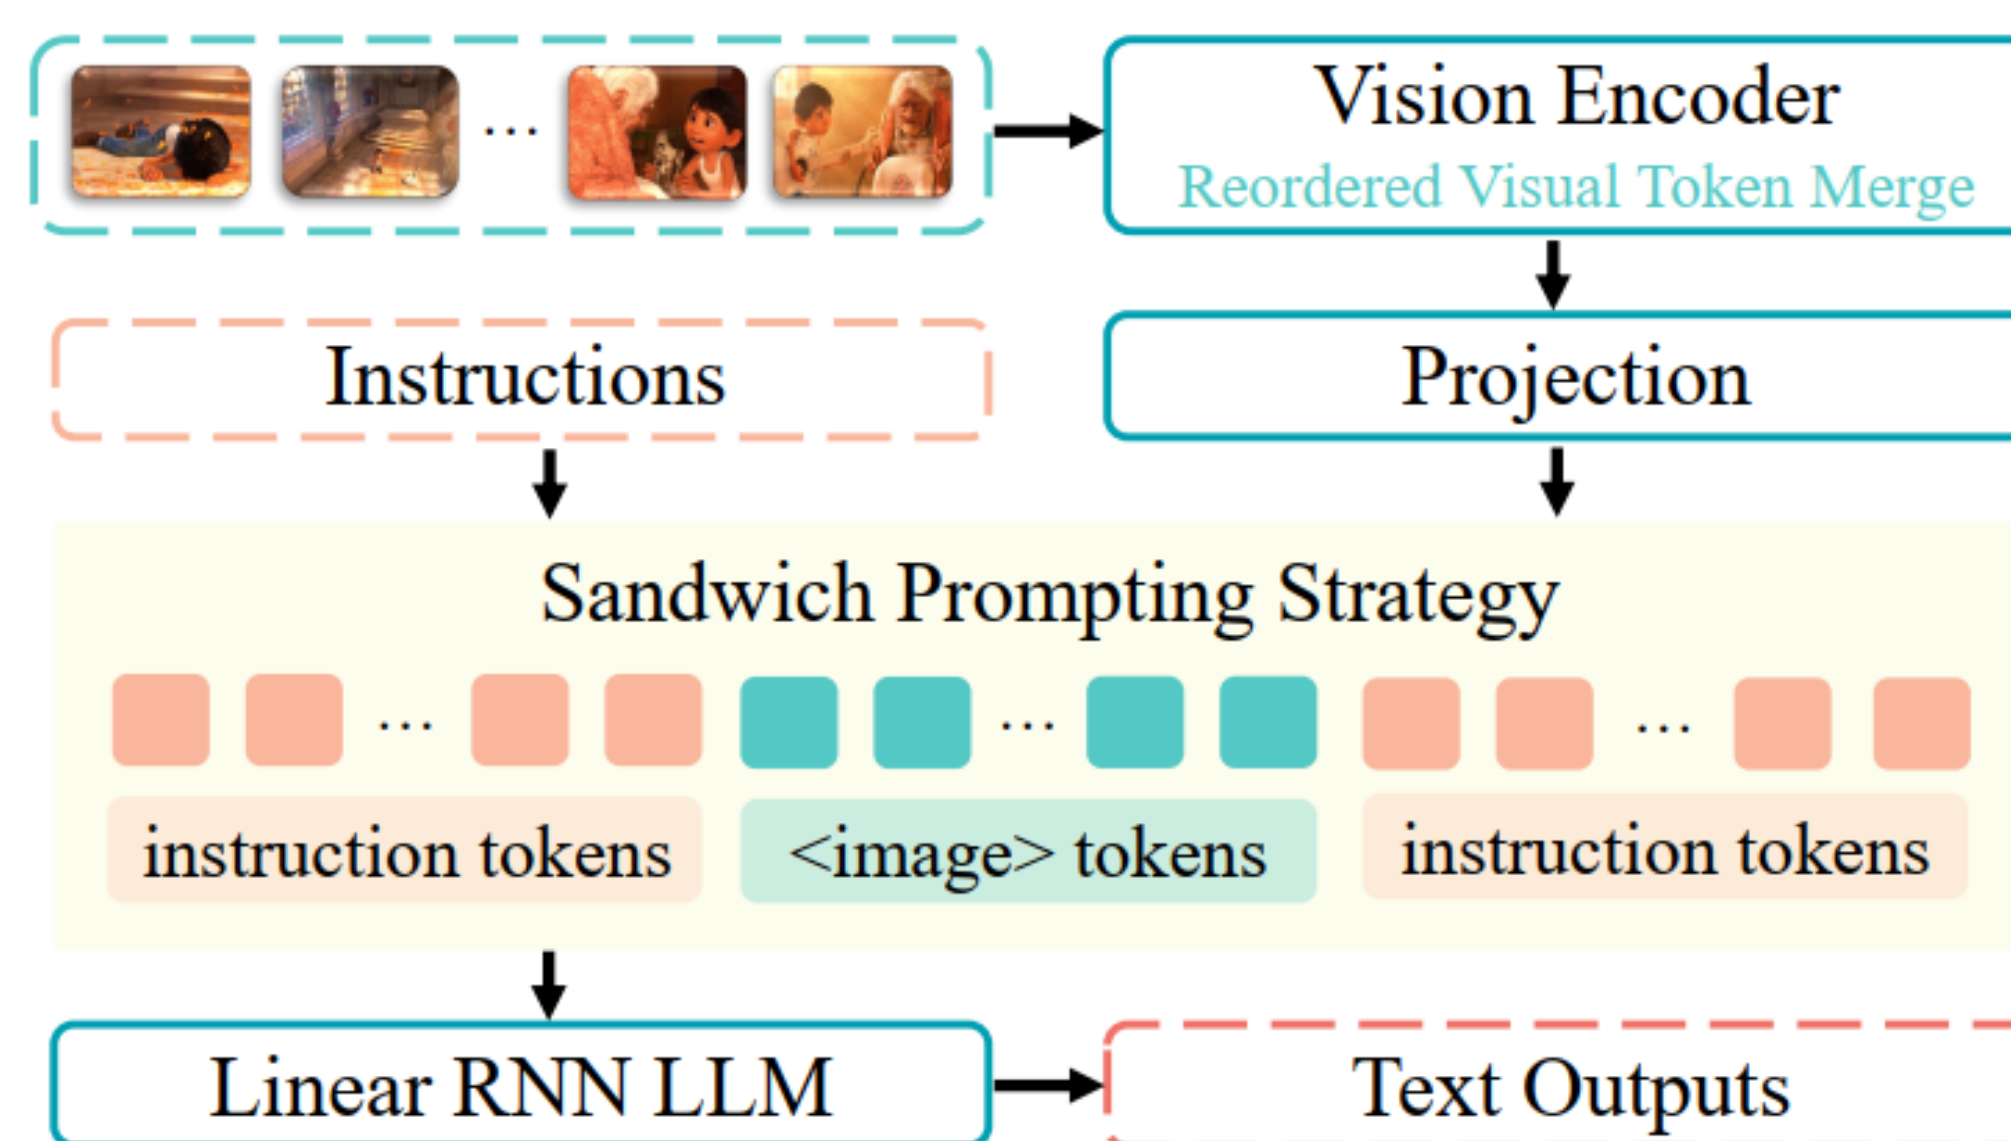 ...
Vision Encoder
Reordered Visual Token Merge
Instructions
Projection
Sandwich Prompting Strategy
... ... ...
instruction tokens <image> tokens instruction tokens
Linear RNN LLM
Text Outputs